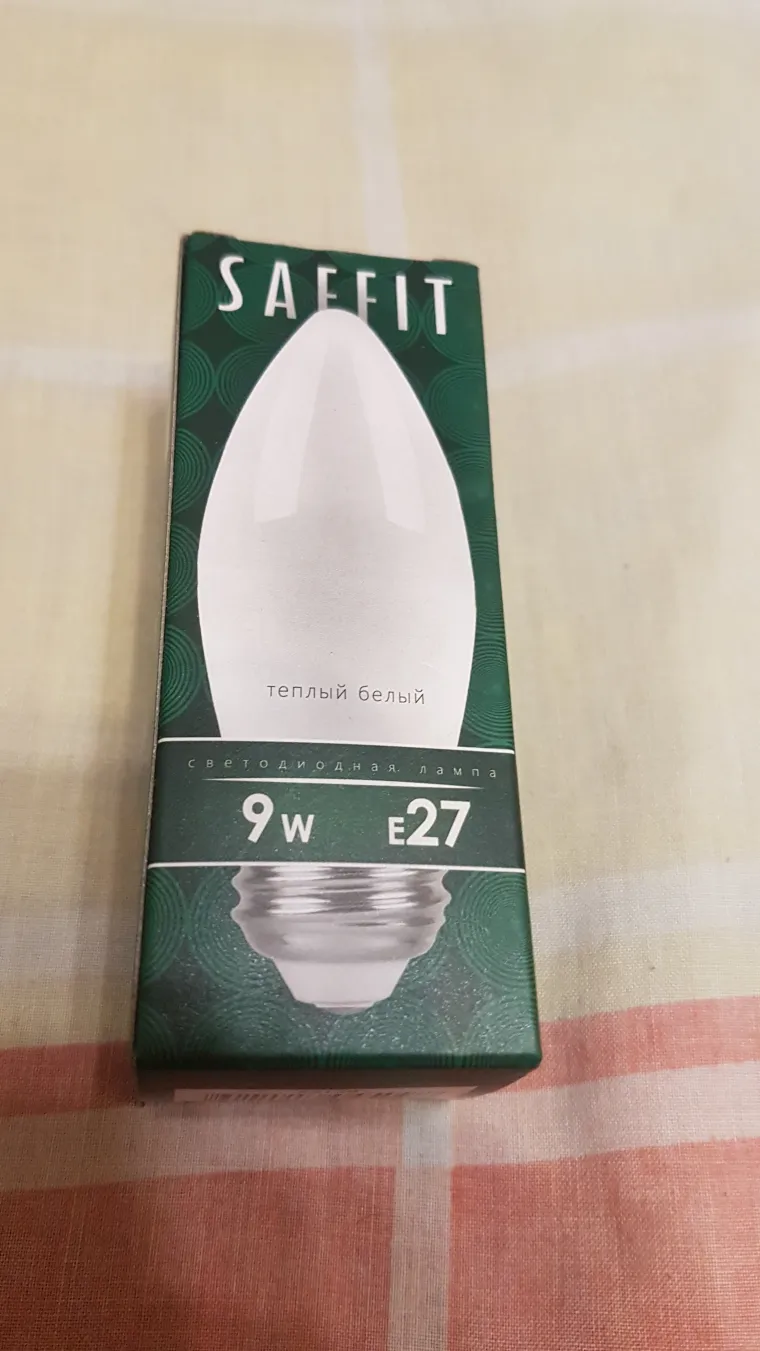 SAFFIT
теплый белый
светодиодная лампа
9W E27